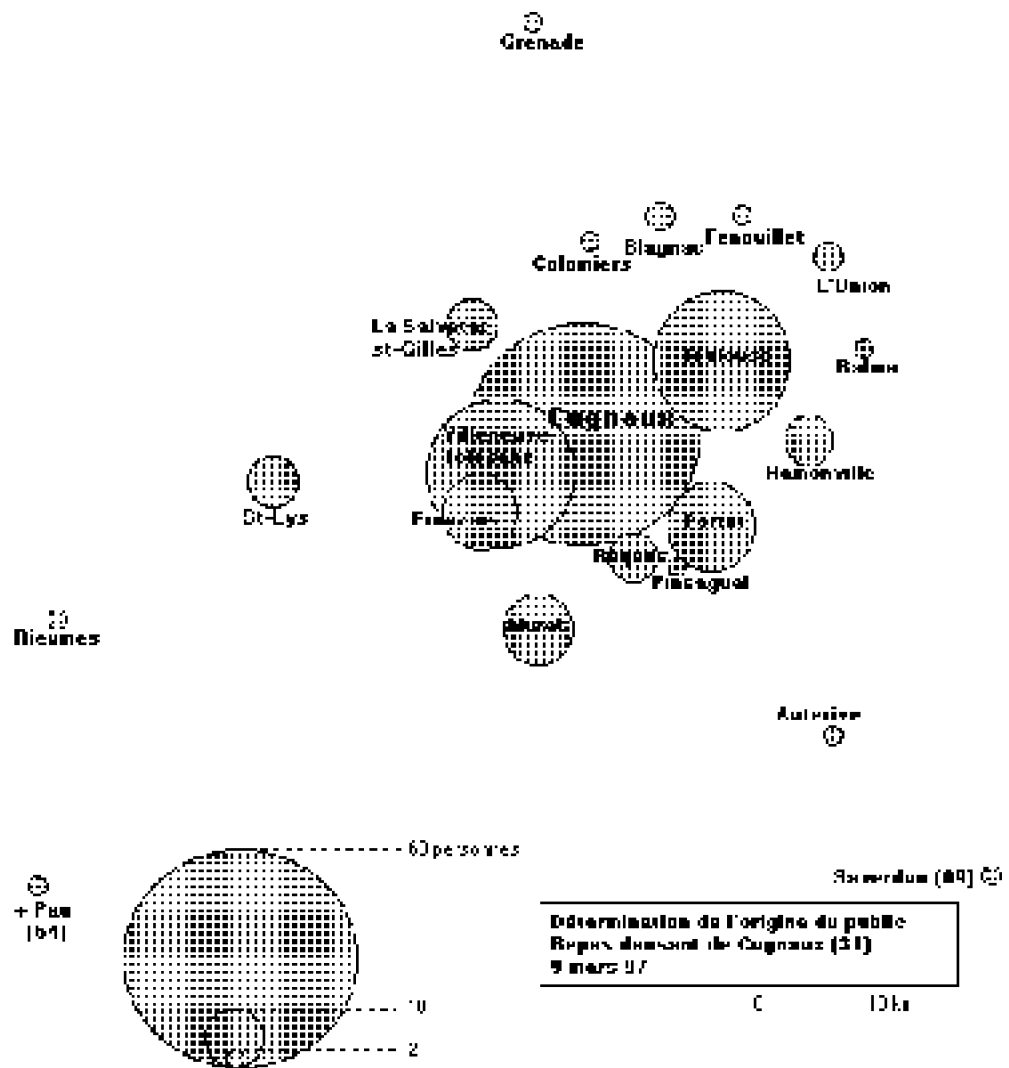 Grenade
Fenouillet
Blagnac
Colomiers
L'Union
La Salvetat
st-Gilles
Toulouse
Balma
Cugnaux
Villeneuve
Tolosane
Ramonville
St-Lys
Portet
Roques
Pinsaguel
Rieumes
Muret
Auterive
60 personnes
Saverdun (09)
+ Pau
(64)
Détermination de l'origine du public
Repas dansant de Cugnaux (31)
9 mars 97
10
0 10 km
2